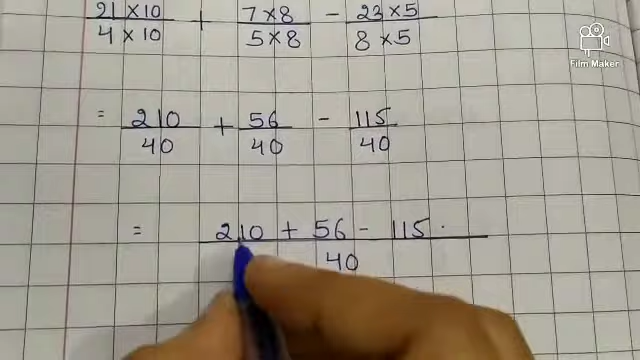 21 × 10 / 4 × 10 + 7 × 8 / 5 × 8 − 23 × 5 / 8 × 5
= 210 / 40 + 56 / 40 − 115 / 40
= 210 + 56 − 115 / 40
Film Maker